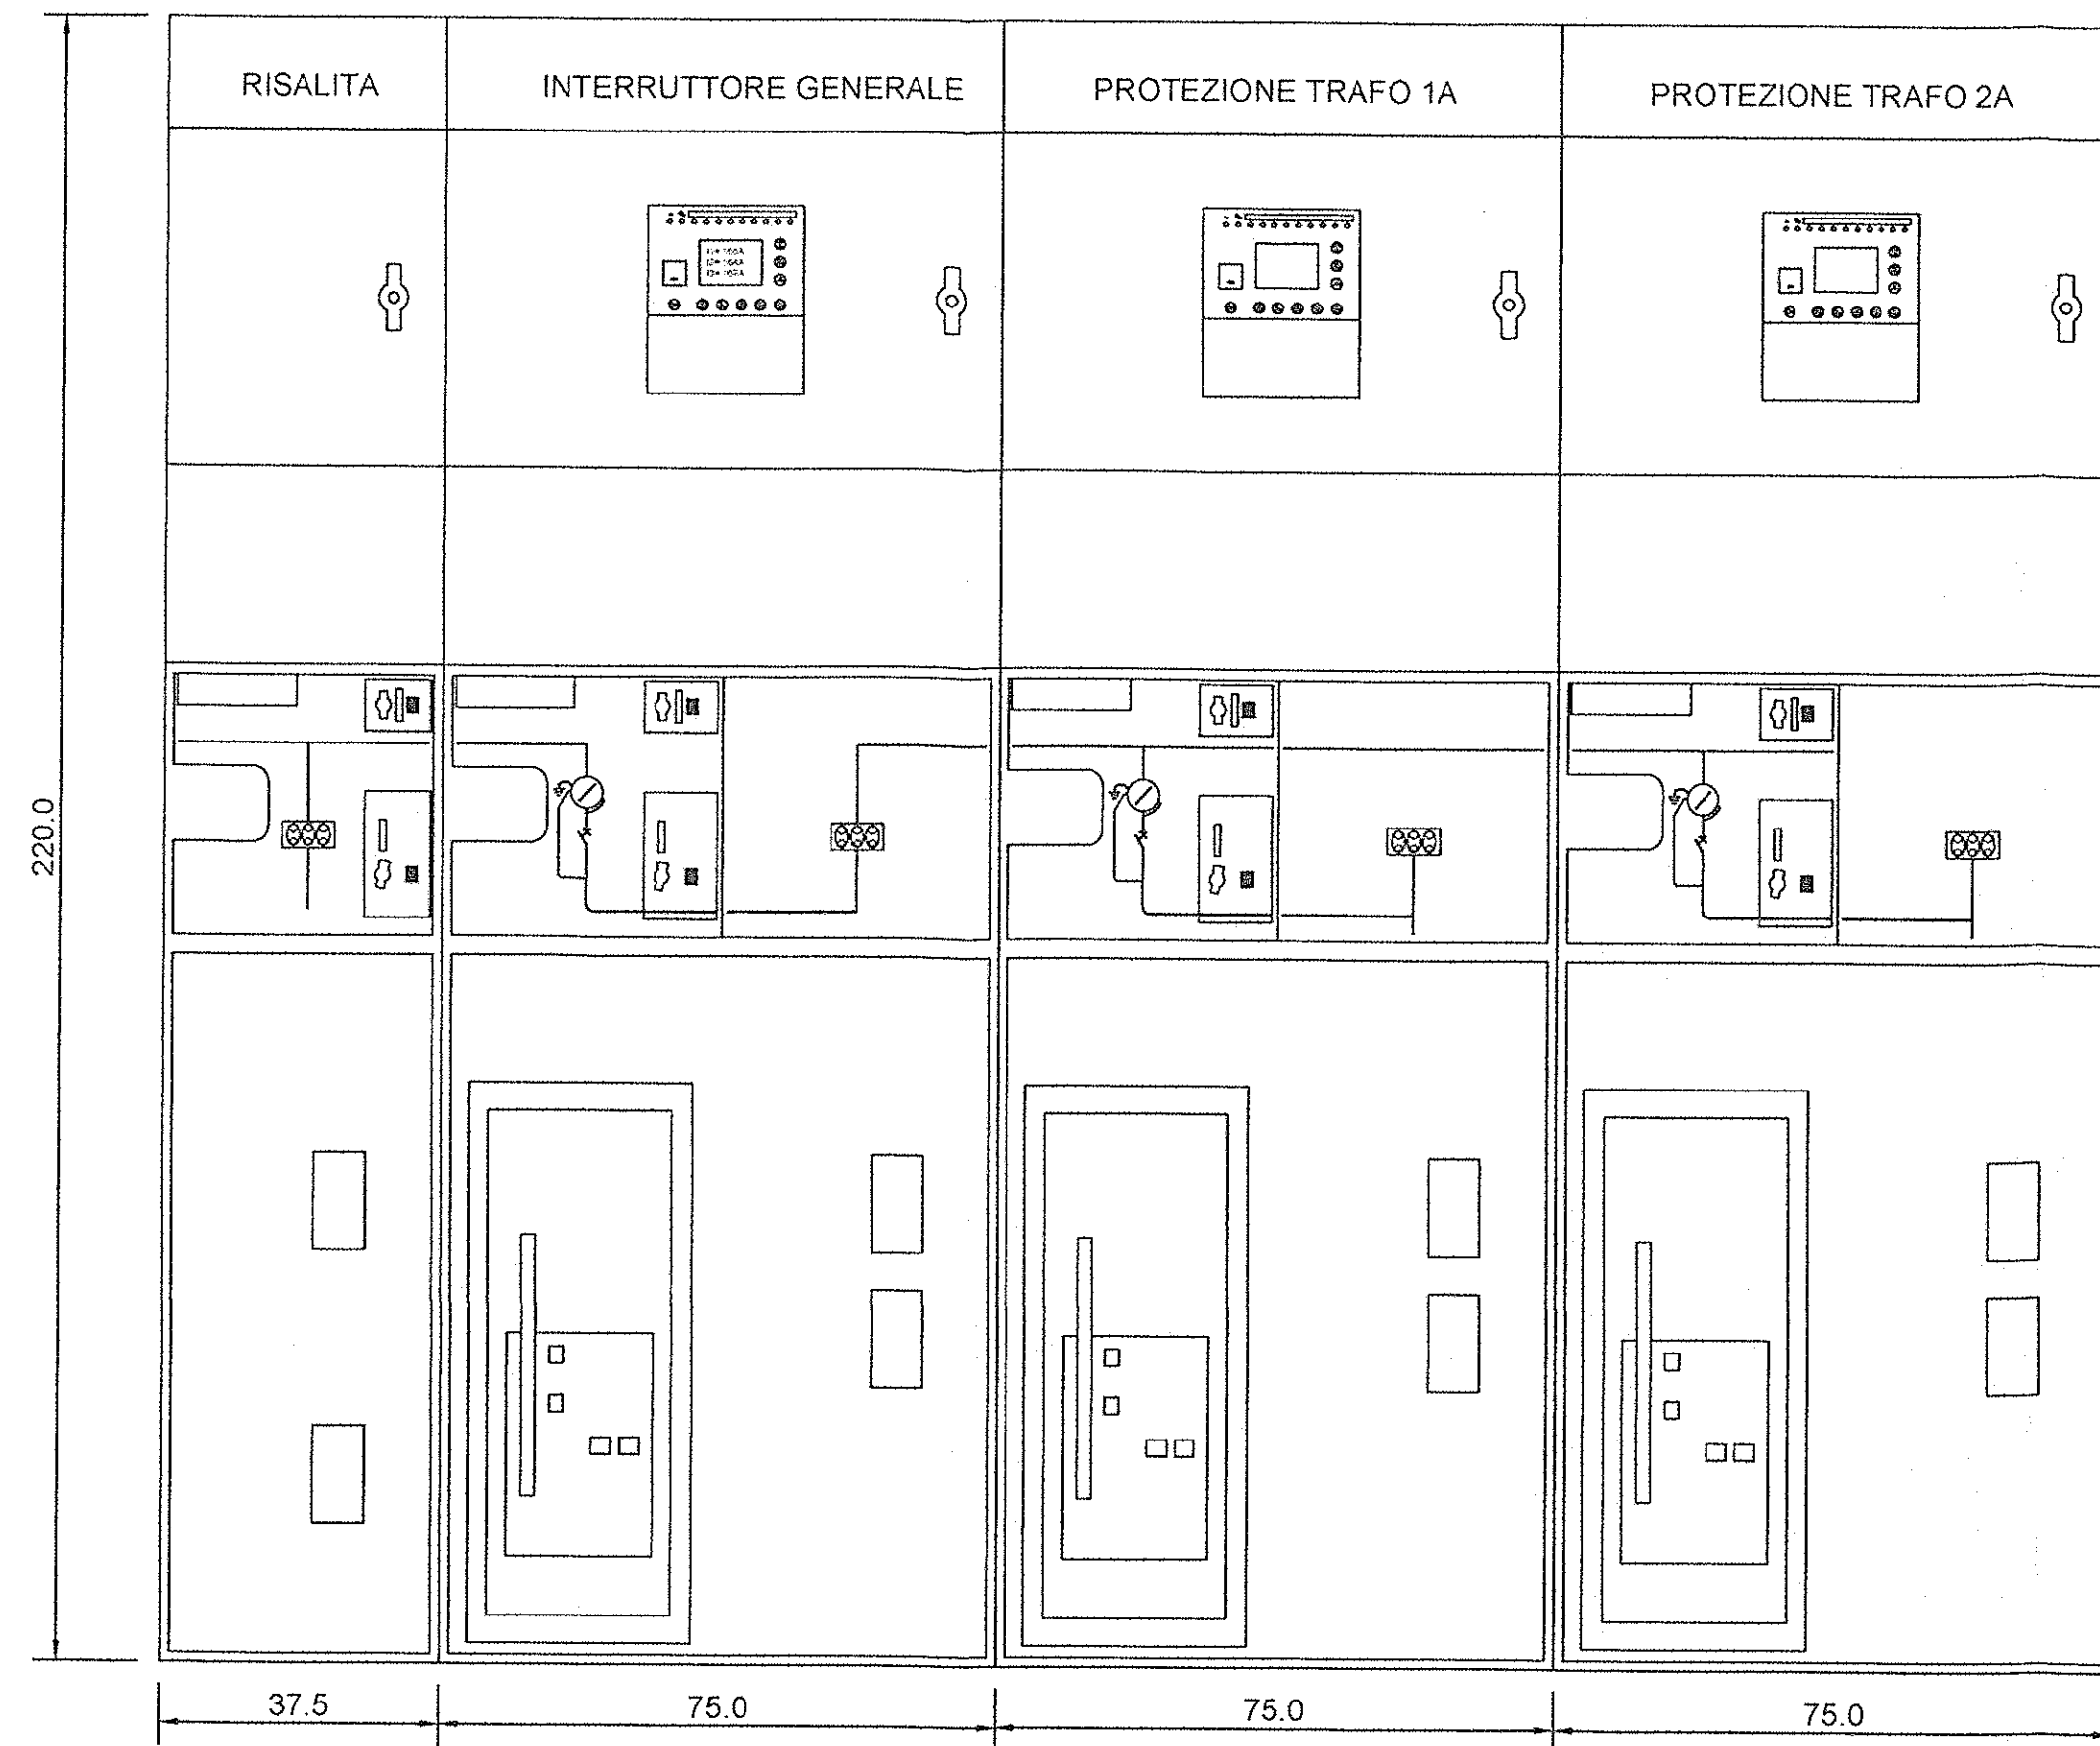 RISALITA
INTERRUTTORE GENERALE
PROTEZIONE TRAFO 1A
PROTEZIONE TRAFO 2A
220.0
37.5
75.0
75.0
75.0